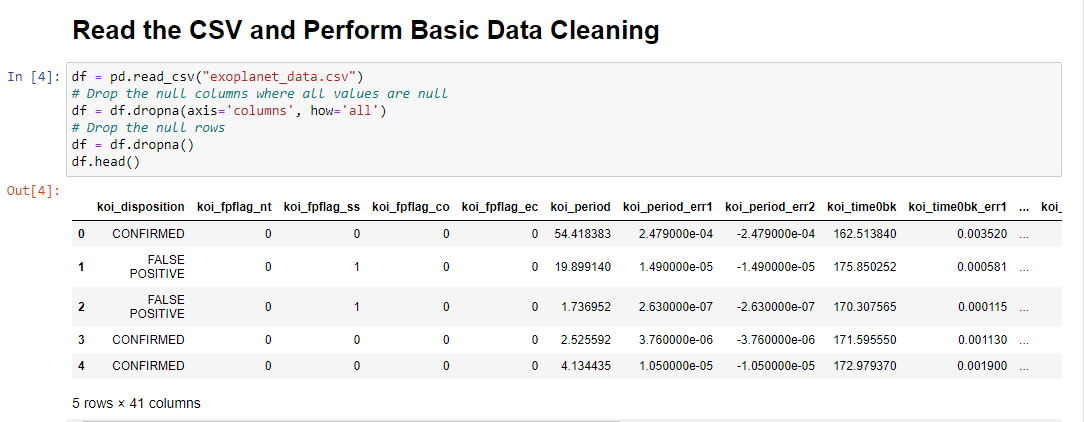 Read the CSV and Perform Basic Data Cleaning
In [4]: df = pd.read_csv("exoplanet_data.csv")
# Drop the null columns where all values are null
df = df.dropna(axis='columns', how='all')
# Drop the null rows
df = df.dropna()
df.head()
Out[4]:
koi_disposition koi_fpflag_nt koi_fpflag_ss koi_fpflag_co koi_fpflag_ec koi_period koi_period_err1 koi_period_err2 koi_time0bk koi_time0bk_err1 ... koi_
0 CONFIRMED 0 0 0 0 54.418383 2.479000e-04 -2.479000e-04 162.513840 0.003520 ...
1 FALSE POSITIVE 0 1 0 0 19.899140 1.490000e-05 -1.490000e-05 175.850252 0.000581 ...
2 FALSE POSITIVE 0 1 0 0 1.736952 2.630000e-07 -2.630000e-07 170.307565 0.000115 ...
3 CONFIRMED 0 0 0 0 2.525592 3.760000e-06 -3.760000e-06 171.595550 0.001130 ...
4 CONFIRMED 0 0 0 0 4.134435 1.050000e-05 -1.050000e-05 172.979370 0.001900 ...
5 rows × 41 columns